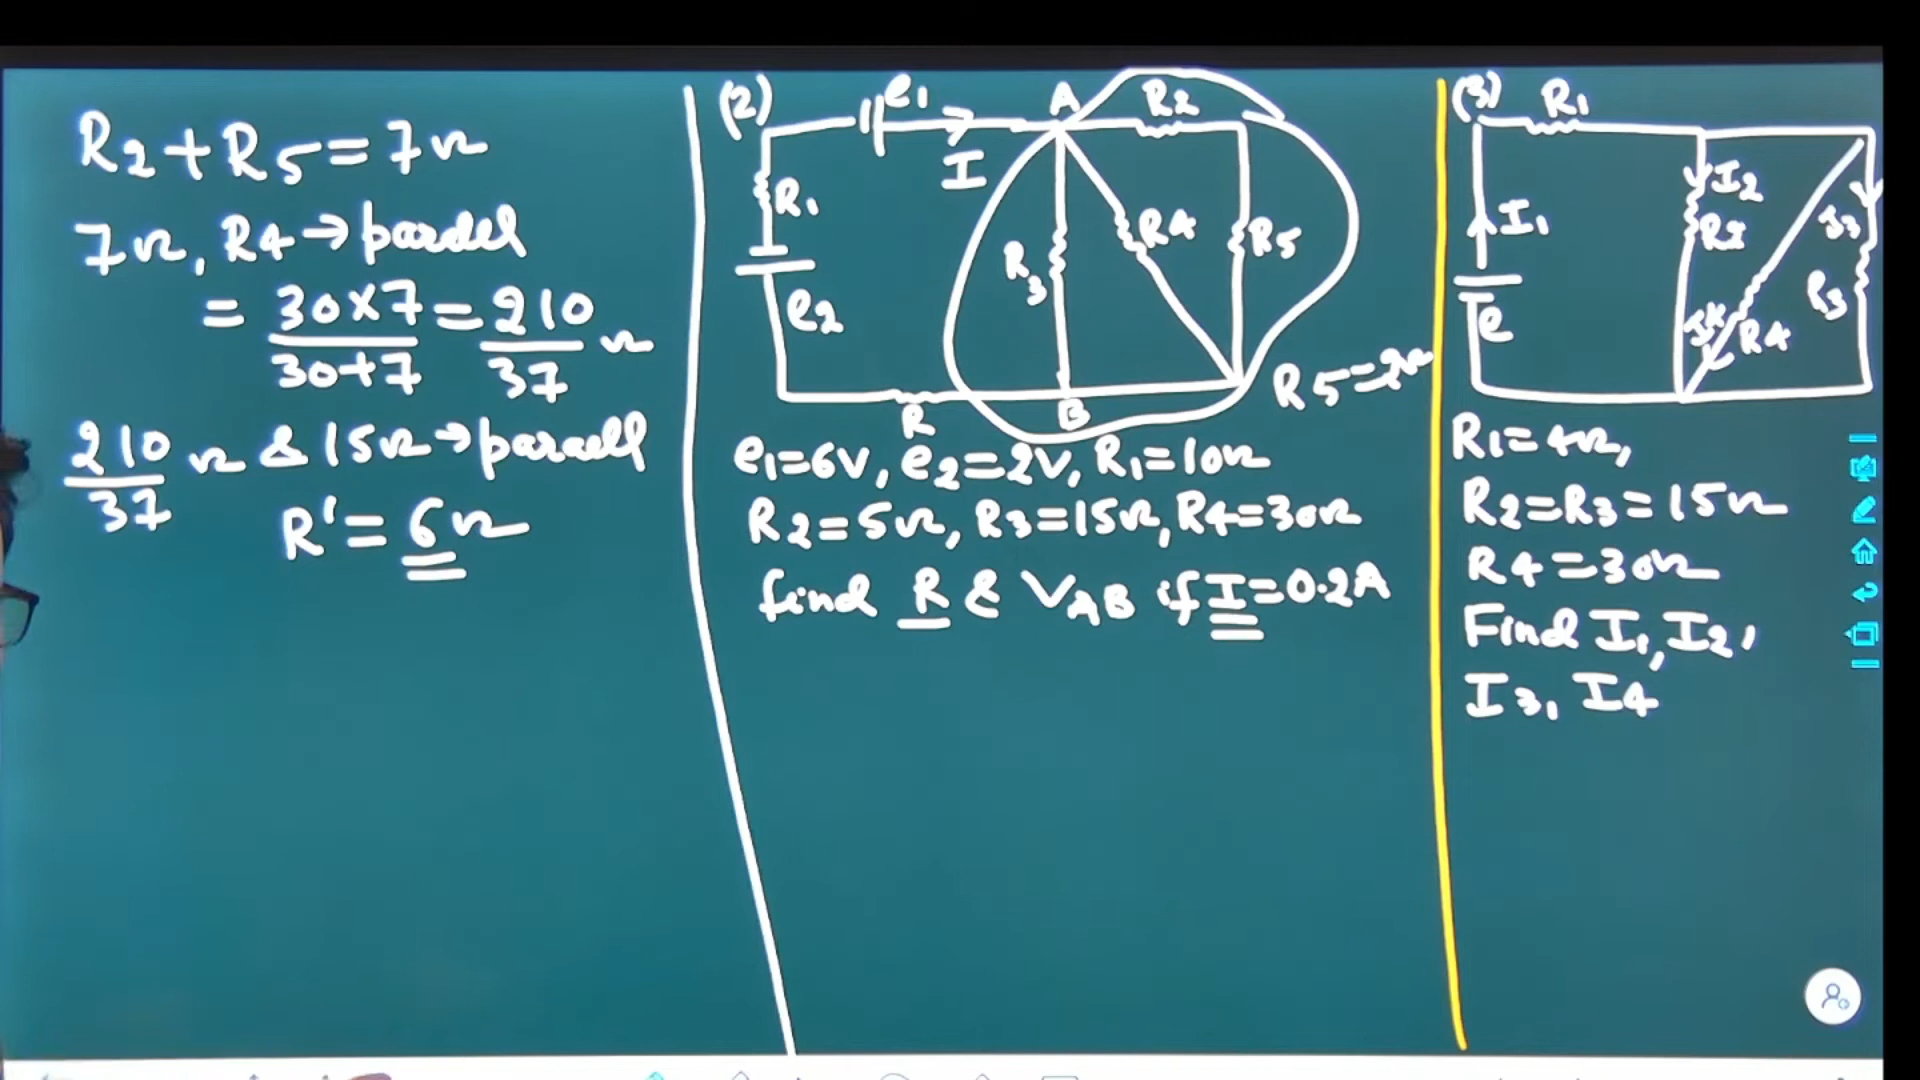 R2+R5=7Ω
7Ω, R4→parallel
= 30×7/30+7 = 210/37 Ω
210/37 Ω & 15Ω→parallel
R'= 6Ω
(2)
e1
A
R2
I
R1
R3
R4
R5
e2
R
B
R5=2Ω
e1=6V, e2=2V, R1=10Ω
R2=5Ω, R3=15Ω, R4=30Ω
find R & VAB if I=0.2A
(3)
R1
I2
I1
R2
I3
R3
e
R4
R1=4Ω,
R2=R3=15Ω
R4=30Ω
Find I1, I2,
I3, I4